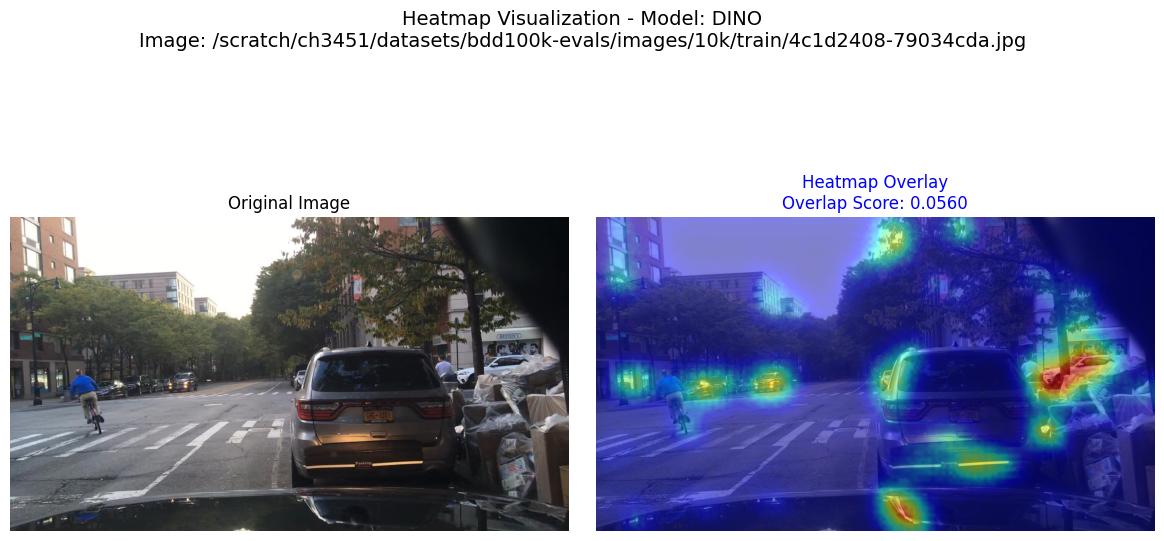 Heatmap Visualization - Model: DINO
Image: /scratch/ch3451/datasets/bdd100k-evals/images/10k/train/4c1d2408-79034cda.jpg
Original Image
Heatmap Overlay
Overlap Score: 0.0560